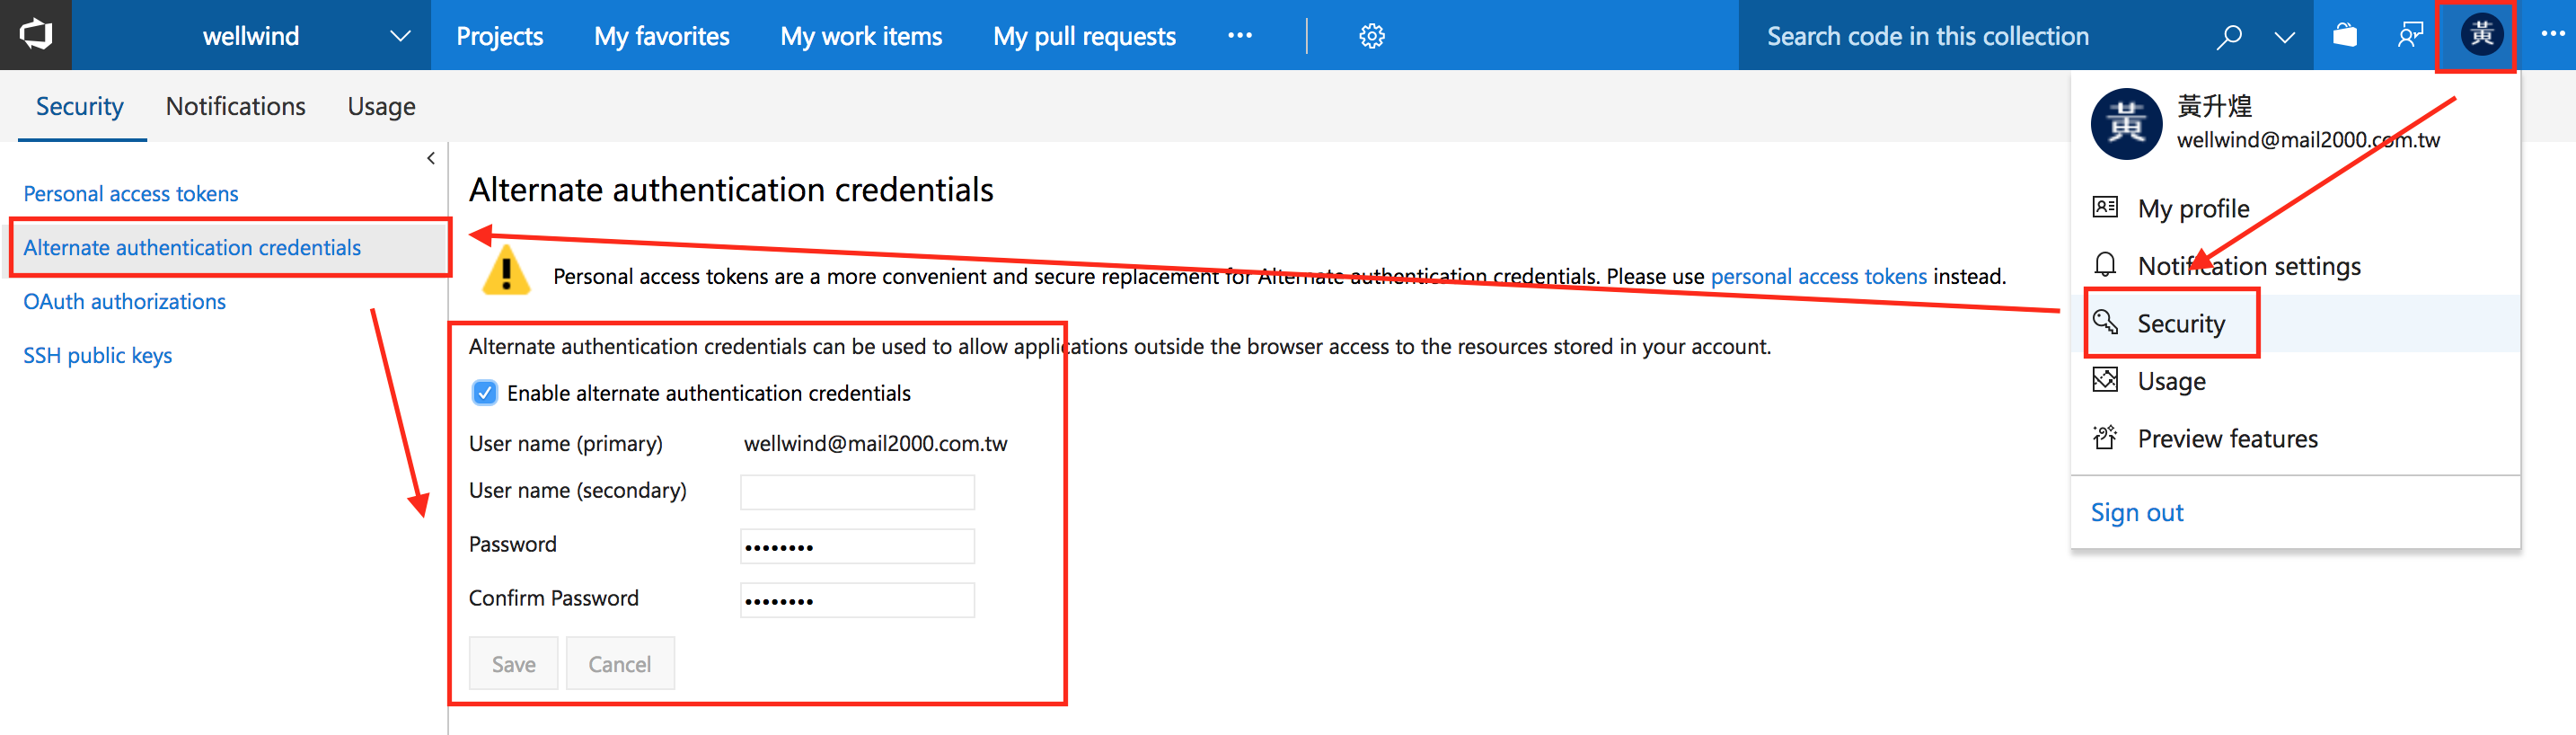 wellwind
Projects
My favorites
My work items
My pull requests
Search code in this collection
黃
Security
Notifications
Usage
黃
黃升煌
wellwind@mail2000.com.tw
My profile
Notification settings
Security
Usage
Preview features
Sign out
Personal access tokens
Alternate authentication credentials
OAuth authorizations
SSH public keys
Alternate authentication credentials
Personal access tokens are a more convenient and secure replacement for Alternate authentication credentials. Please use personal access tokens instead.
Alternate authentication credentials can be used to allow applications outside the browser access to the resources stored in your account.
Enable alternate authentication credentials
User name (primary) wellwind@mail2000.com.tw
User name (secondary)
Password ••••••••
Confirm Password ••••••••
Save Cancel